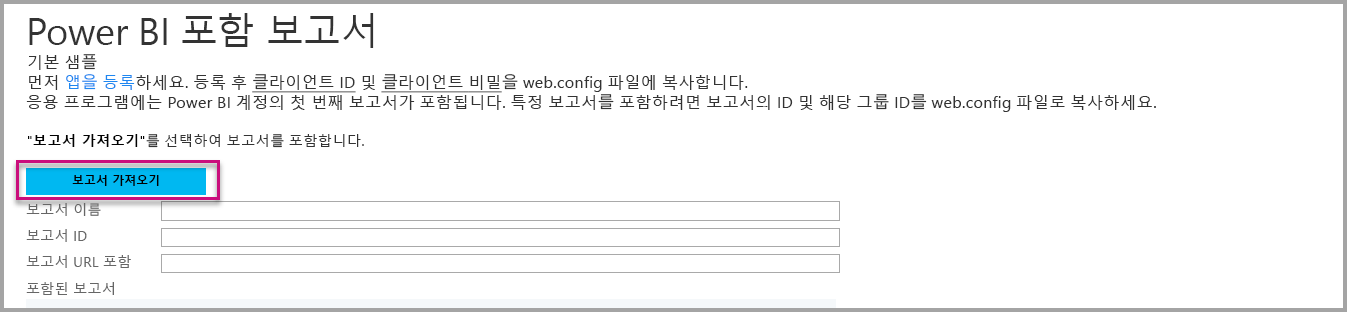 Power BI 포함 보고서
기본 샘플
먼저 앱을 등록하세요. 등록 후 클라이언트 ID 및 클라이언트 비밀을 web.config 파일에 복사합니다.
응용 프로그램에는 Power BI 계정의 첫 번째 보고서가 포함됩니다. 특정 보고서를 포함하려면 보고서의 ID 및 해당 그룹 ID를 web.config 파일로 복사하세요.
"보고서 가져오기"를 선택하여 보고서를 포함합니다.
보고서 가져오기
보고서 이름
보고서 ID
보고서 URL 포함
포함된 보고서